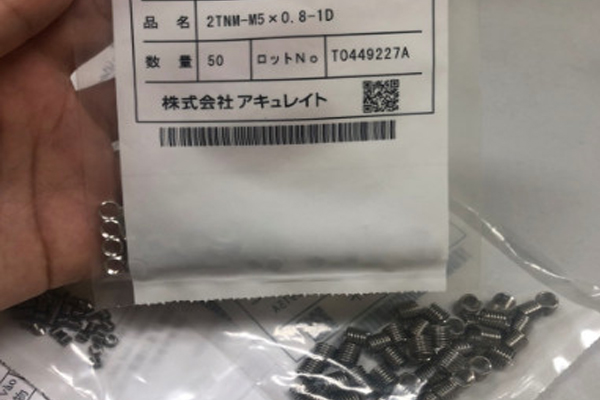 品 名 2TNM-M5×0.8-1D
数 量 50 ロットNo T0449227A
株式会社アキュレイト
vào